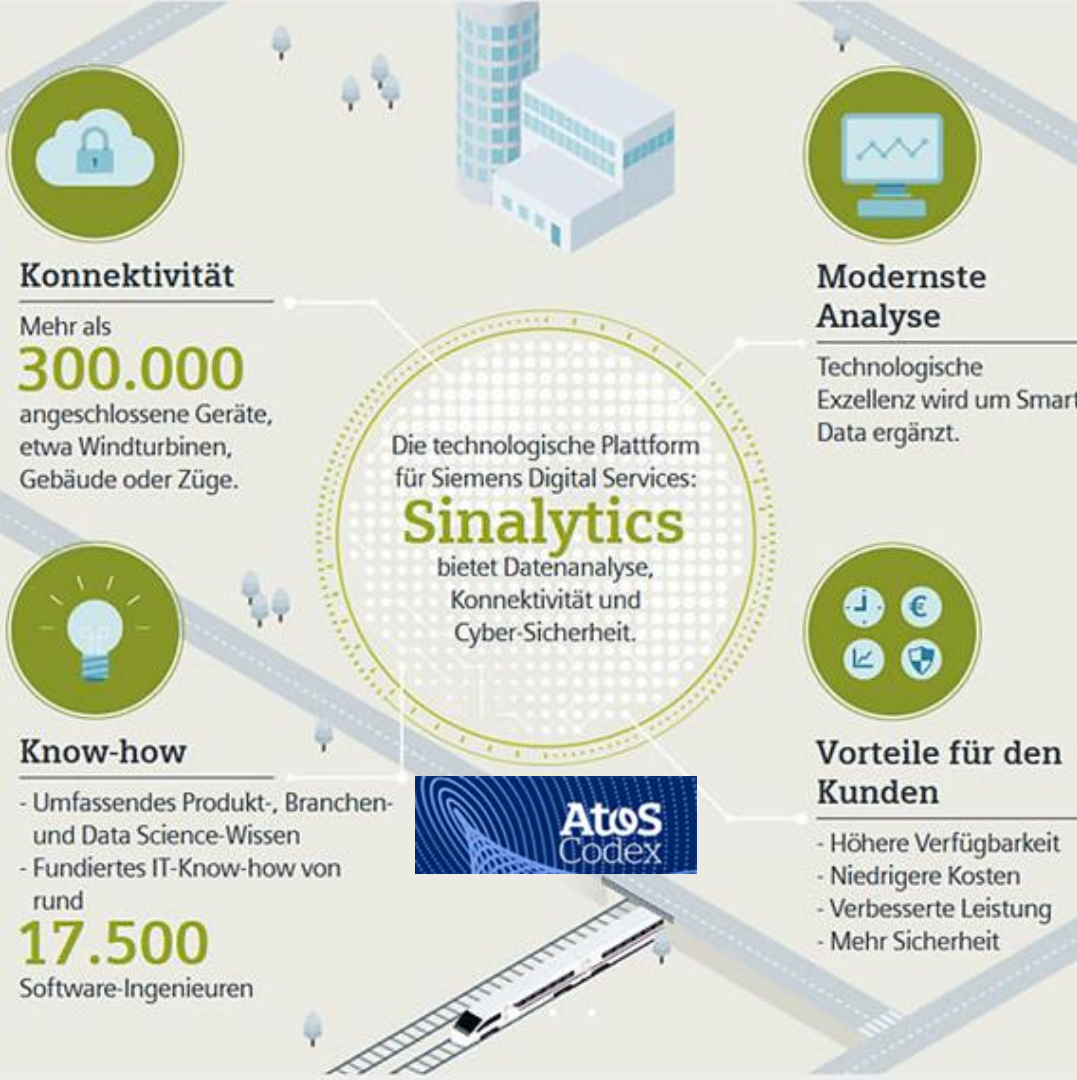 Konnektivität
Mehr als
300.000
angeschlossene Geräte,
etwa Windturbinen,
Gebäude oder Züge.
Modernste
Analyse
Technologische
Exzellenz wird um Smart
Data ergänzt.
Die technologische Plattform
für Siemens Digital Services:
Sinalytics
bietet Datenanalyse,
Konnektivität und
Cyber-Sicherheit.
Know-how
- Umfassendes Produkt-, Branchen-
und Data Science-Wissen
- Fundiertes IT-Know-how von
rund
17.500
Software-Ingenieuren
Atos
Codex
Vorteile für den
Kunden
- Höhere Verfügbarkeit
- Niedrigere Kosten
- Verbesserte Leistung
- Mehr Sicherheit